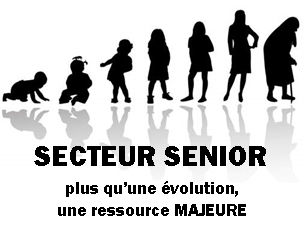 SECTEUR SENIOR
plus qu'une évolution,
une ressource MAJEURE